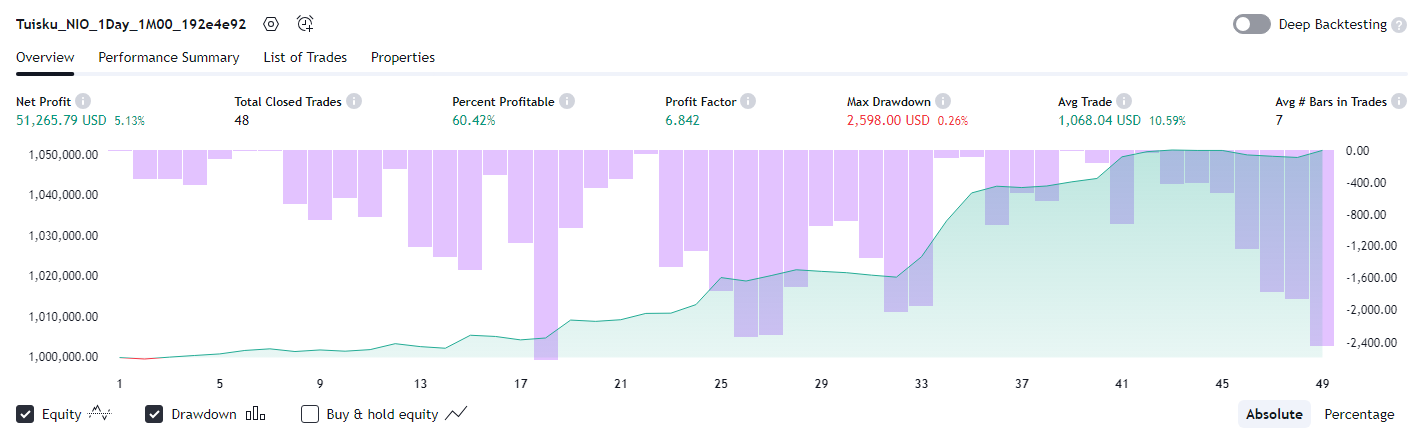 Tuisku_NIO_1Day_1M00_192e4e92
Deep Backtesting ?
Overview Performance Summary List of Trades Properties
Net Profit i Total Closed Trades i Percent Profitable i Profit Factor i Max Drawdown i Avg Trade i Avg # Bars in Trades i
51,265.79 USD 5.13% 48 60.42% 6.842 2,598.00 USD 0.26% 1,068.04 USD 10.59% 7
1,050,000.00 0.00
1,040,000.00 -400.00
1,030,000.00 -800.00
1,020,000.00 -1,200.00
1,010,000.00 -1,600.00
1,000,000.00 -2,000.00
-2,400.00
1 5 9 13 17 21 25 29 33 37 41 45 49
Equity Drawdown Buy & hold equity Absolute Percentage